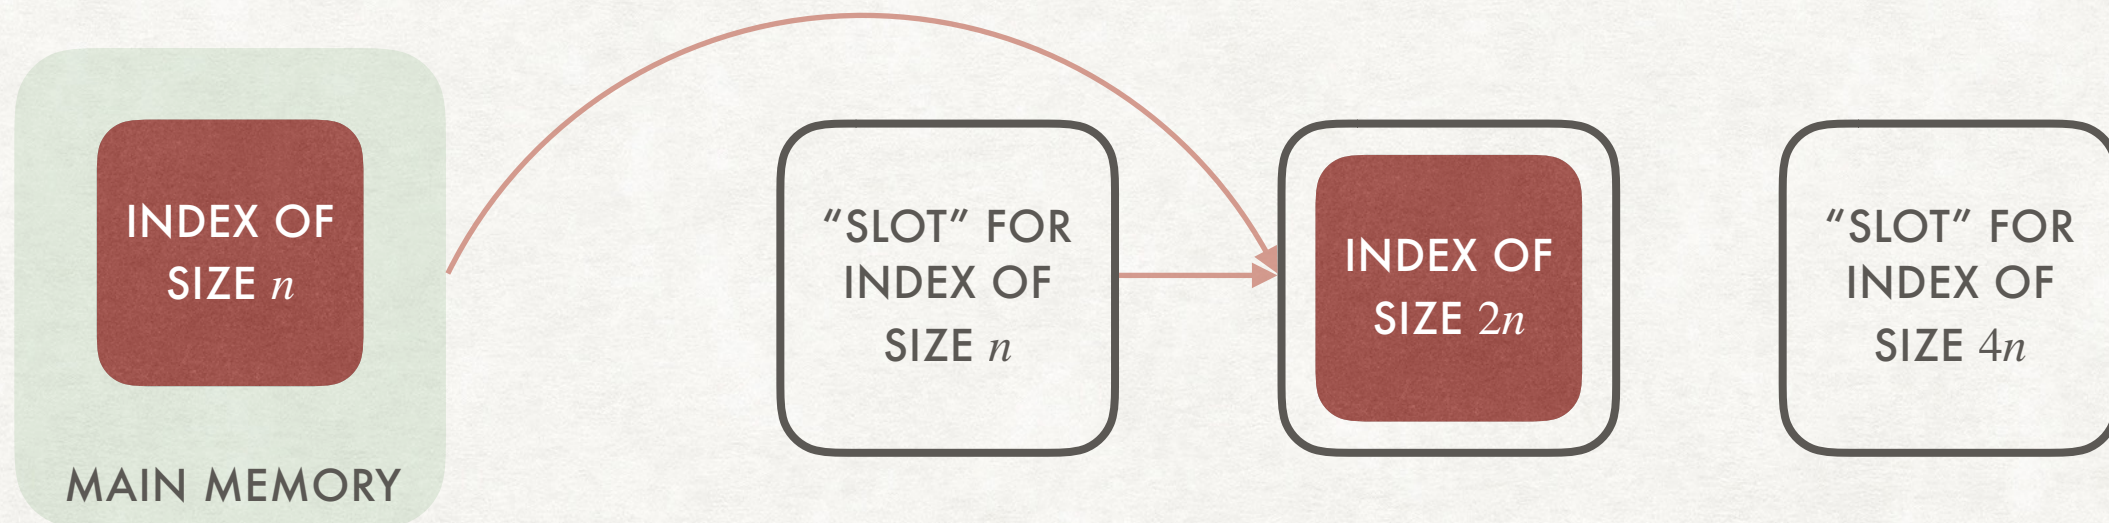 INDEX OF
SIZE n
MAIN MEMORY
“SLOT” FOR
INDEX OF
SIZE n
INDEX OF
SIZE 2n
“SLOT” FOR
INDEX OF
SIZE 4n